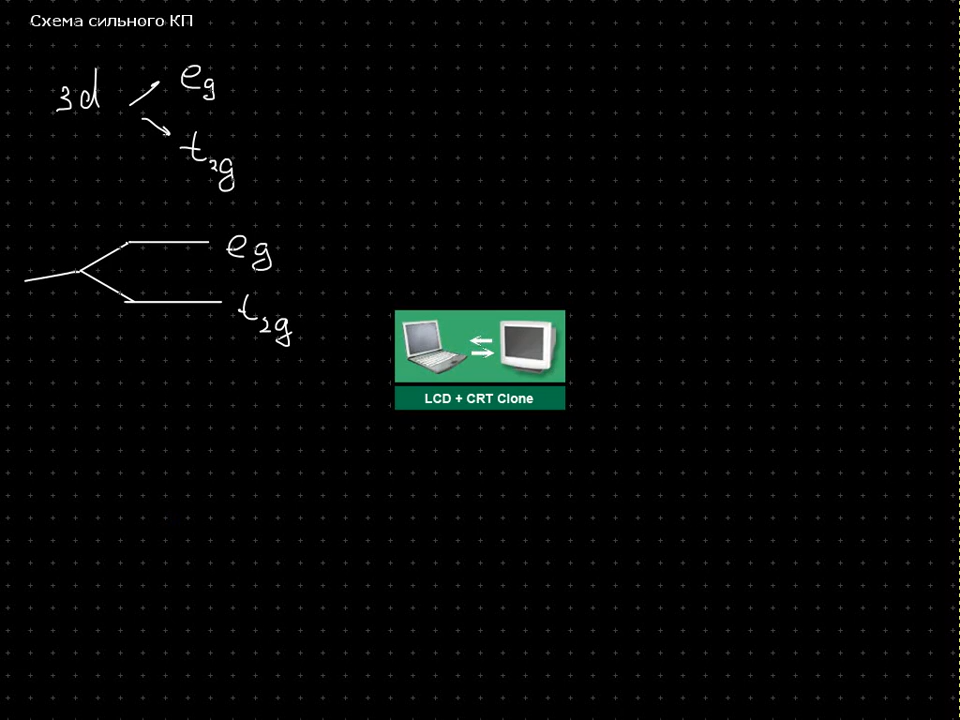 Схема сильного КП
3d
eg
t2g
eg
t2g
LCD + CRT Clone